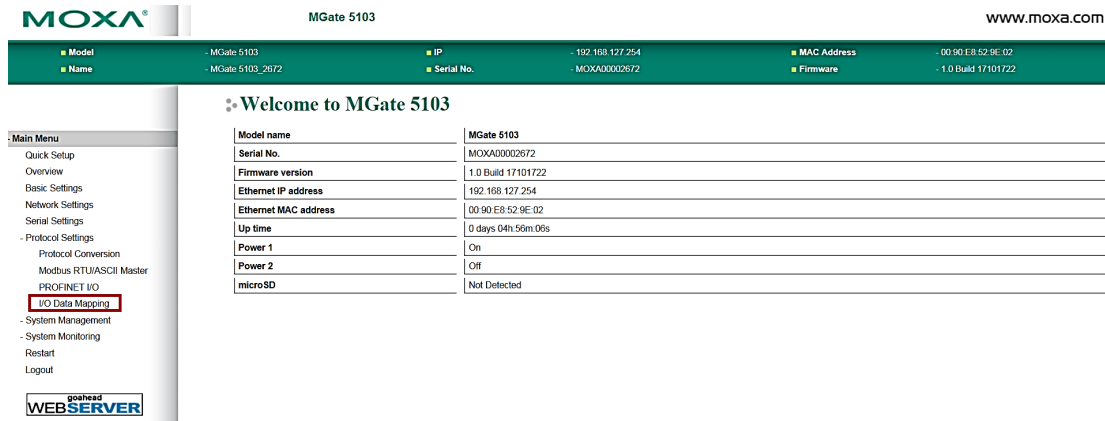 MOXA® MGate 5103 www.moxa.com
Model - MGate 5103 IP - 192.168.127.254 MAC Address - 00:90:E8:52:9E:02
Name - MGate 5103_2672 Serial No. - MOXA00002672 Firmware - 1.0 Build 17101722
Welcome to MGate 5103
- Main Menu
Quick Setup
Overview
Basic Settings
Network Settings
Serial Settings
- Protocol Settings
Protocol Conversion
Modbus RTU/ASCII Master
PROFINET I/O
I/O Data Mapping
- System Management
- System Monitoring
Restart
Logout
goahead
WEBSERVER
Model name MGate 5103
Serial No. MOXA00002672
Firmware version 1.0 Build 17101722
Ethernet IP address 192.168.127.254
Ethernet MAC address 00:90:E8:52:9E:02
Up time 0 days 04h:56m:06s
Power 1 On
Power 2 Off
microSD Not Detected